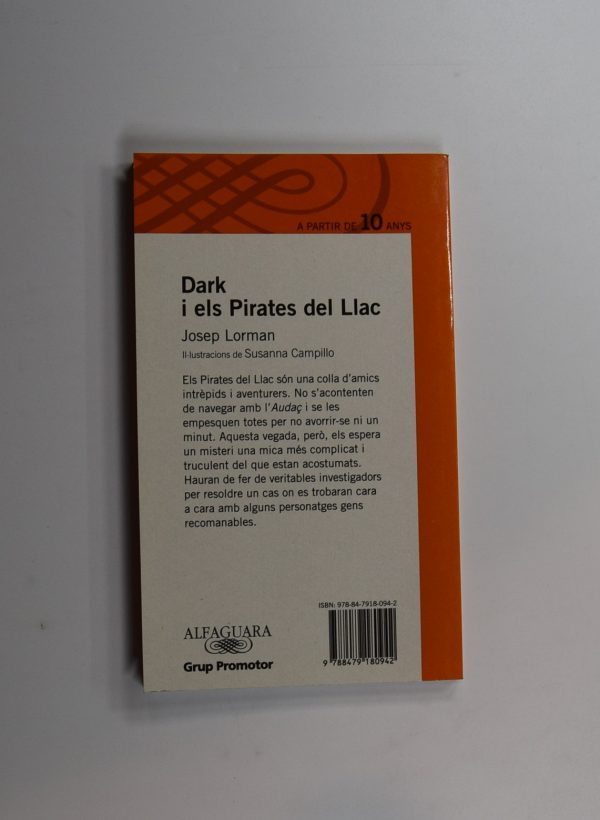 A PARTIR DE 10 ANYS
Dark
i els Pirates del Llac
Josep Lorman
Il·lustracions de Susanna Campillo
Els Pirates del Llac són una colla d'amics
intrèpids i aventurers. No s'acontenten
de navegar amb l'Audaç i se les
empesquen totes per no avorrir-se ni un
minut. Aquesta vegada, però, els espera
un misteri una mica més complicat i
truculent del que estan acostumats.
Hauran de fer de veritables investigadors
per resoldre un cas on es trobaran cara
a cara amb alguns personatges gens
recomanables.
ISBN: 978-84-7918-094-2
ALFAGUARA
Grup Promotor
9 788479 180942